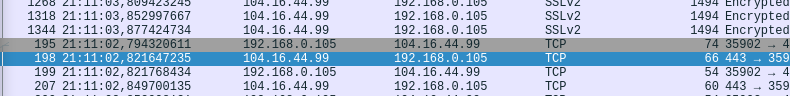 1268 21:11:03,809423245 104.16.44.99 192.168.0.105 SSLv2 1494 Encrypted
1318 21:11:03,852997667 104.16.44.99 192.168.0.105 SSLv2 1494 Encrypted
1344 21:11:03,877424734 104.16.44.99 192.168.0.105 SSLv2 1494 Encrypted
195 21:11:02,794320611 192.168.0.105 104.16.44.99 TCP 74 35902 → 4
198 21:11:02,821647235 104.16.44.99 192.168.0.105 TCP 66 443 → 359
199 21:11:02,821768434 192.168.0.105 104.16.44.99 TCP 54 35902 → 4
207 21:11:02,849700135 104.16.44.99 192.168.0.105 TCP 60 443 → 359